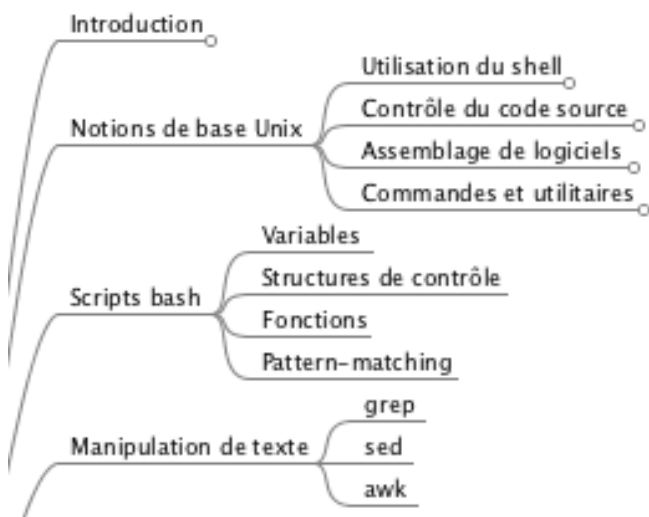 Introduction
Notions de base Unix
Utilisation du shell
Contrôle du code source
Assemblage de logiciels
Commandes et utilitaires
Scripts bash
Variables
Structures de contrôle
Fonctions
Pattern-matching
Manipulation de texte
grep
sed
awk